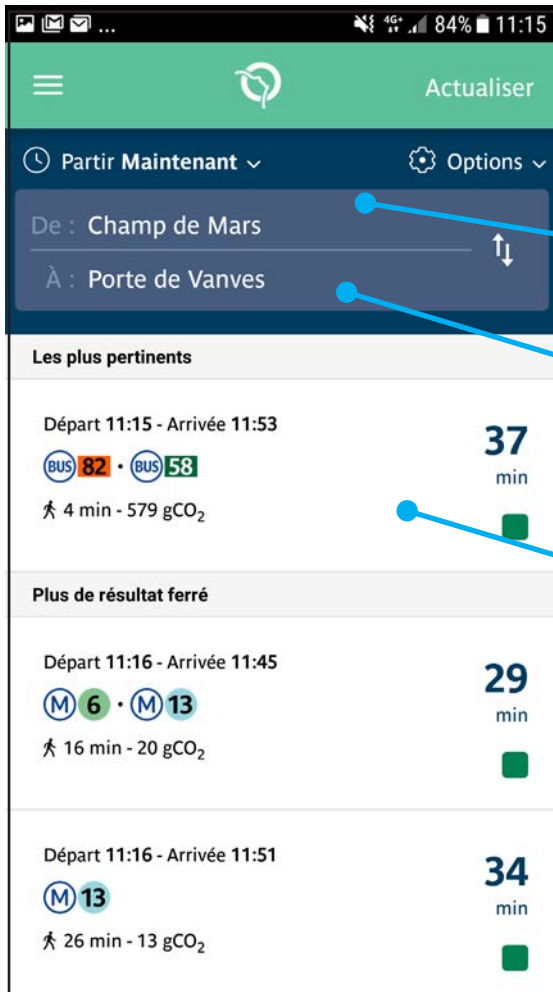 ... 4G+ 84% 11:15
Actualiser
Partir Maintenant Options
De : Champ de Mars
À : Porte de Vanves
Les plus pertinents
Départ 11:15 - Arrivée 11:53
37
BUS 82 • BUS 58
min
4 min - 579 gCO₂
Plus de résultat ferré
Départ 11:16 - Arrivée 11:45
29
M 6 • M 13
min
16 min - 20 gCO₂
Départ 11:16 - Arrivée 11:51
34
M 13
min
26 min - 13 gCO₂